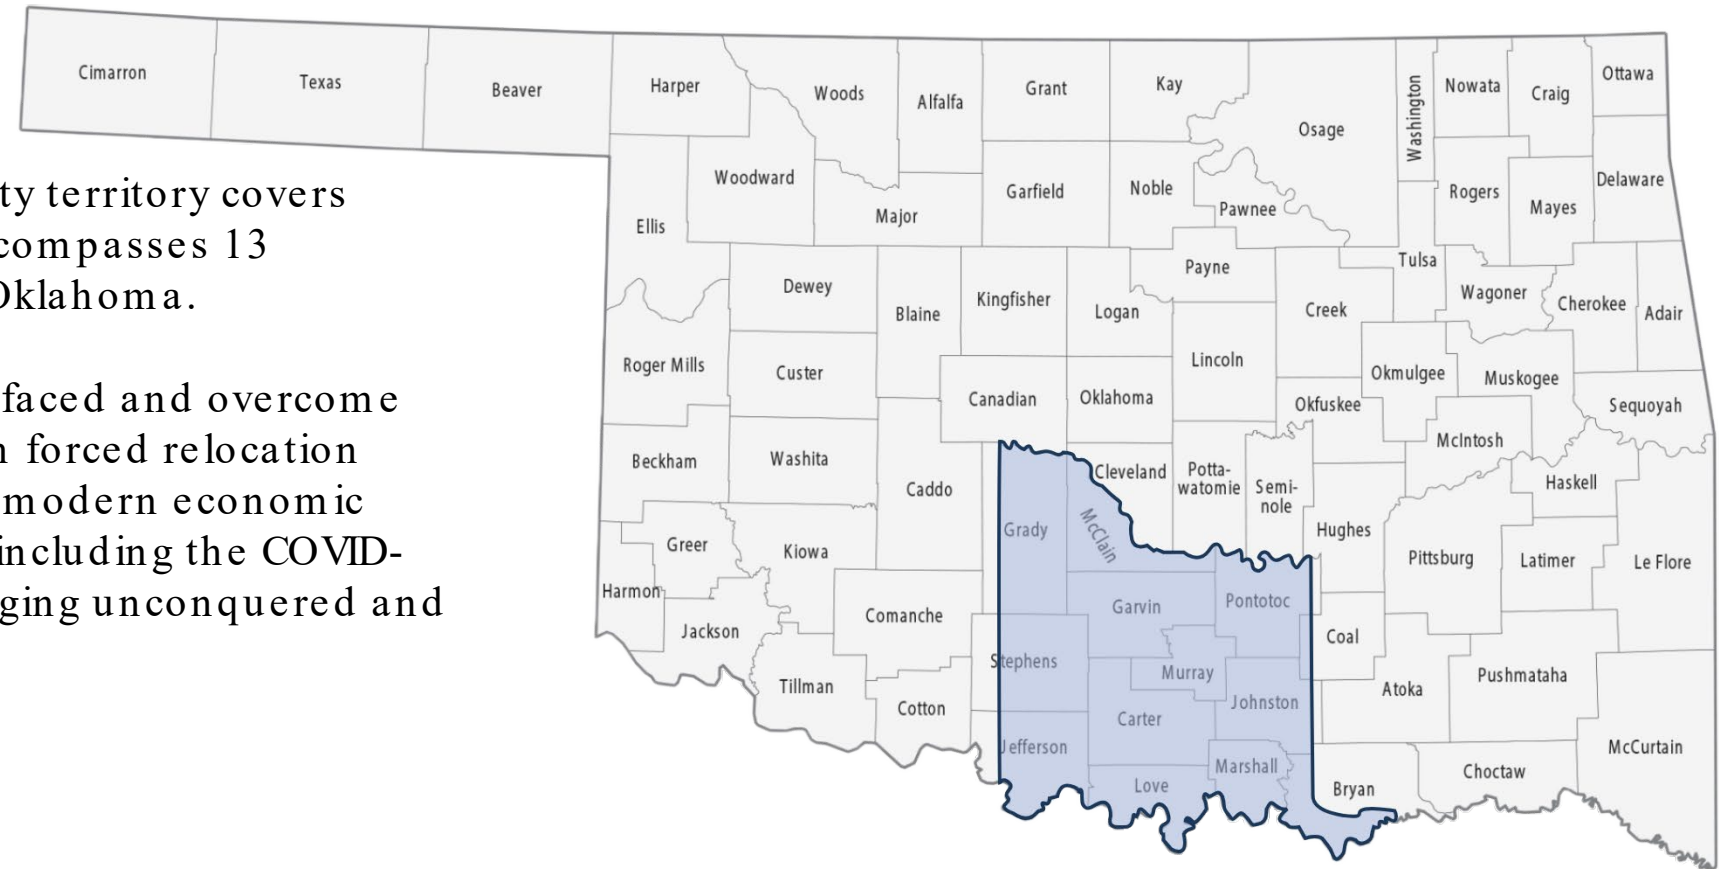 ty territory covers
compasses 13
Oklahoma.
faced and overcome
n forced relocation
modern economic
including the COVID-
ging unconquered and
Cimarron
Texas
Beaver
Harper
Woods
Alfalfa
Grant
Kay
Osage
Washington
Nowata
Craig
Ottawa
Ellis
Woodward
Major
Garfield
Noble
Pawnee
Rogers
Mayes
Delaware
Dewey
Blaine
Kingfisher
Logan
Payne
Creek
Tulsa
Wagoner
Cherokee
Adair
Roger Mills
Custer
Canadian
Oklahoma
Lincoln
Okfuskee
Okmulgee
Muskogee
Sequoyah
Beckham
Washita
Caddo
Grady
McClain
Cleveland
Potta-
watomie
Semi-
nole
Hughes
McIntosh
Haskell
Harmon
Greer
Kiowa
Jackson
Comanche
Stephens
Garvin
Pontotoc
Coal
Pittsburg
Latimer
Le Flore
Tillman
Cotton
Jefferson
Murray
Carter
Johnston
Atoka
Pushmataha
Love
Marshall
Bryan
Choctaw
McCurtain